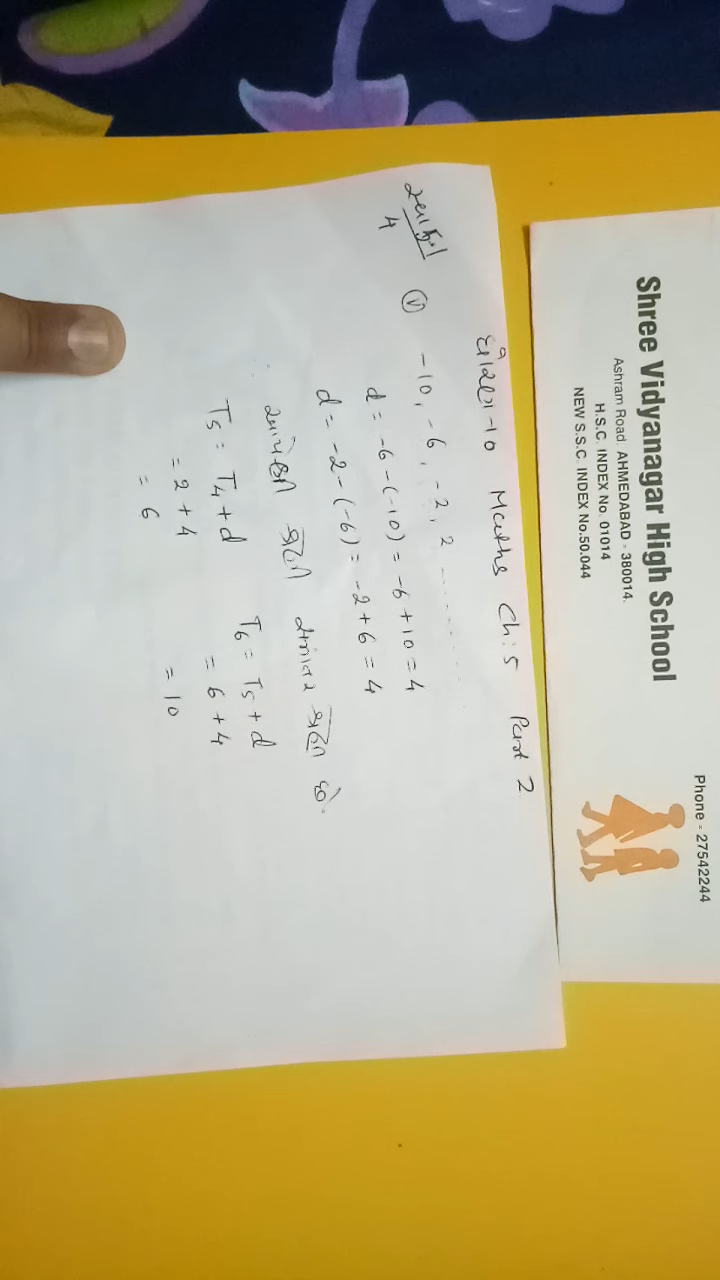 Phone - 27542244
Shree Vidyanagar High School
Ashram Road. AHMEDABAD - 380014.
H.S.C. INDEX No. 01014
NEW S.S.C. INDEX No.50.044
ધોરણ-10 Maths Ch:5 Part 2
સ્વાધ્યાય
4
(v) -10, -6, -2, 2 ..........
d = -6-(-10) = -6+10 = 4
d = -2-(-6) = -2+6 = 4
શ્રેણી સમાંતર શ્રેણી છે.
T5 = T4+d T6 = T5+d
= 2+4 = 6+4
= 6 = 10